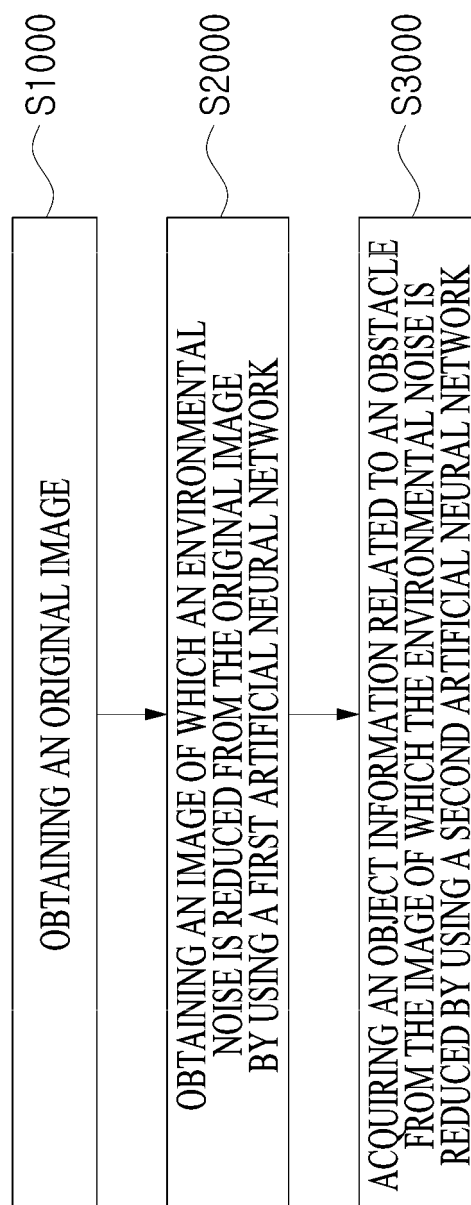 S1000
OBTAINING AN ORIGINAL IMAGE
S2000
OBTAINING AN IMAGE OF WHICH AN ENVIRONMENTAL
NOISE IS REDUCED FROM THE ORIGINAL IMAGE
BY USING A FIRST ARTIFICIAL NEURAL NETWORK
S3000
ACQUIRING AN OBJECT INFORMATION RELATED TO AN OBSTACLE
FROM THE IMAGE OF WHICH THE ENVIRONMENTAL NOISE IS
REDUCED BY USING A SECOND ARTIFICIAL NEURAL NETWORK